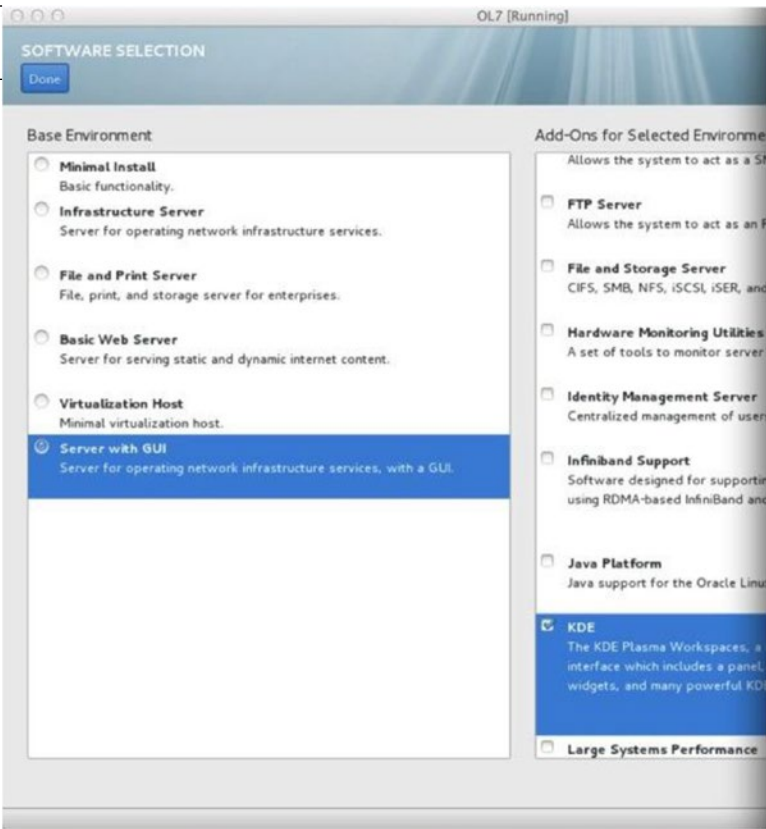 OL7 [Running]
SOFTWARE SELECTION
Done
Base Environment
Minimal Install
Basic functionality.
Infrastructure Server
Server for operating network infrastructure services.
File and Print Server
File, print, and storage server for enterprises.
Basic Web Server
Server for serving static and dynamic internet content.
Virtualization Host
Minimal virtualization host.
Server with GUI
Server for operating network infrastructure services, with a GUI.
Add-Ons for Selected
Allows the system to act as a
FTP Server
Allows the system to act as an
File and Storage Server
CIFS, SMB, NFS, iSCSI, iSER, and
Hardware Monitoring Utilities
A set of tools to monitor server
Identity Management Server
Centralized management of
Infiniband Support
Software designed for
using RDMA-based InfiniBand and
Java Platform
Java support for the Oracle
KDE
The KDE Plasma Workspaces, a
interface which includes a panel,
widgets, and many powerful
Large Systems Performance